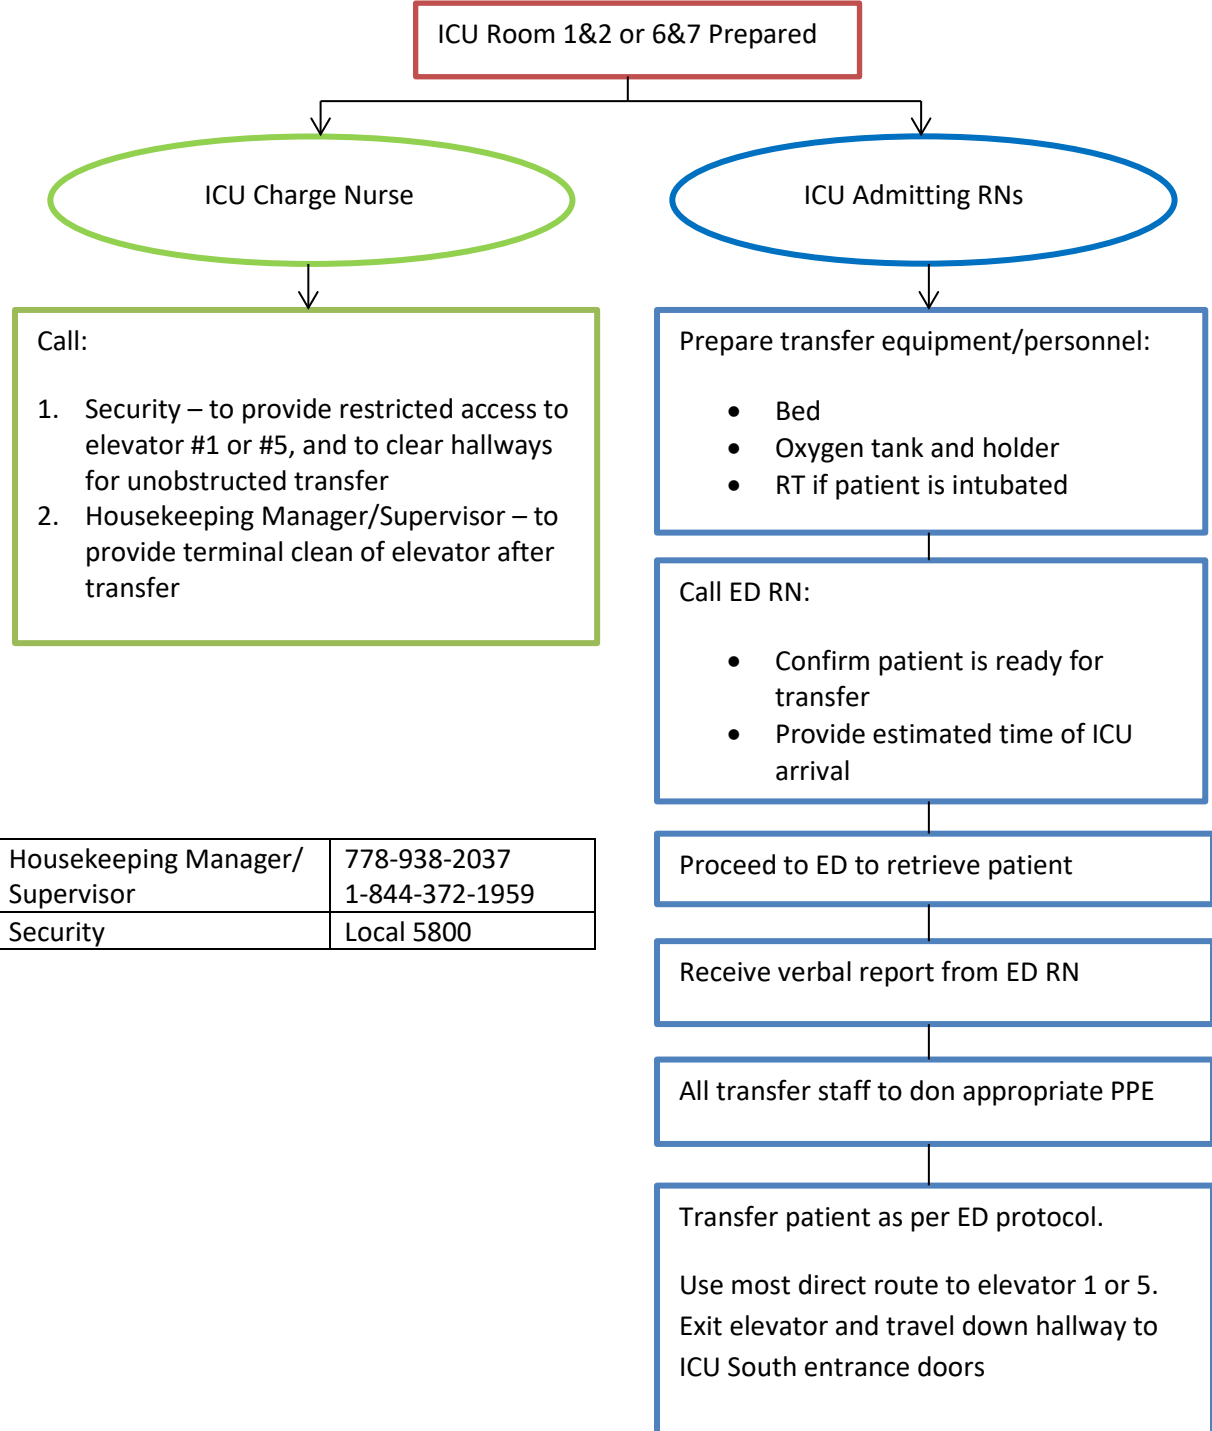 ICU Room 1&2 or 6&7 Prepared
ICU Charge Nurse
ICU Admitting RNs
Call:
1. Security – to provide restricted access to
elevator #1 or #5, and to clear hallways
for unobstructed transfer
2. Housekeeping Manager/Supervisor – to
provide terminal clean of elevator after
transfer
Prepare transfer equipment/personnel:
• Bed
• Oxygen tank and holder
• RT if patient is intubated
Call ED RN:
• Confirm patient is ready for
transfer
• Provide estimated time of ICU
arrival
Housekeeping Manager/ 778-938-2037
Supervisor 1-844-372-1959
Security Local 5800
Proceed to ED to retrieve patient
Receive verbal report from ED RN
All transfer staff to don appropriate PPE
Transfer patient as per ED protocol.
Use most direct route to elevator 1 or 5.
Exit elevator and travel down hallway to
ICU South entrance doors